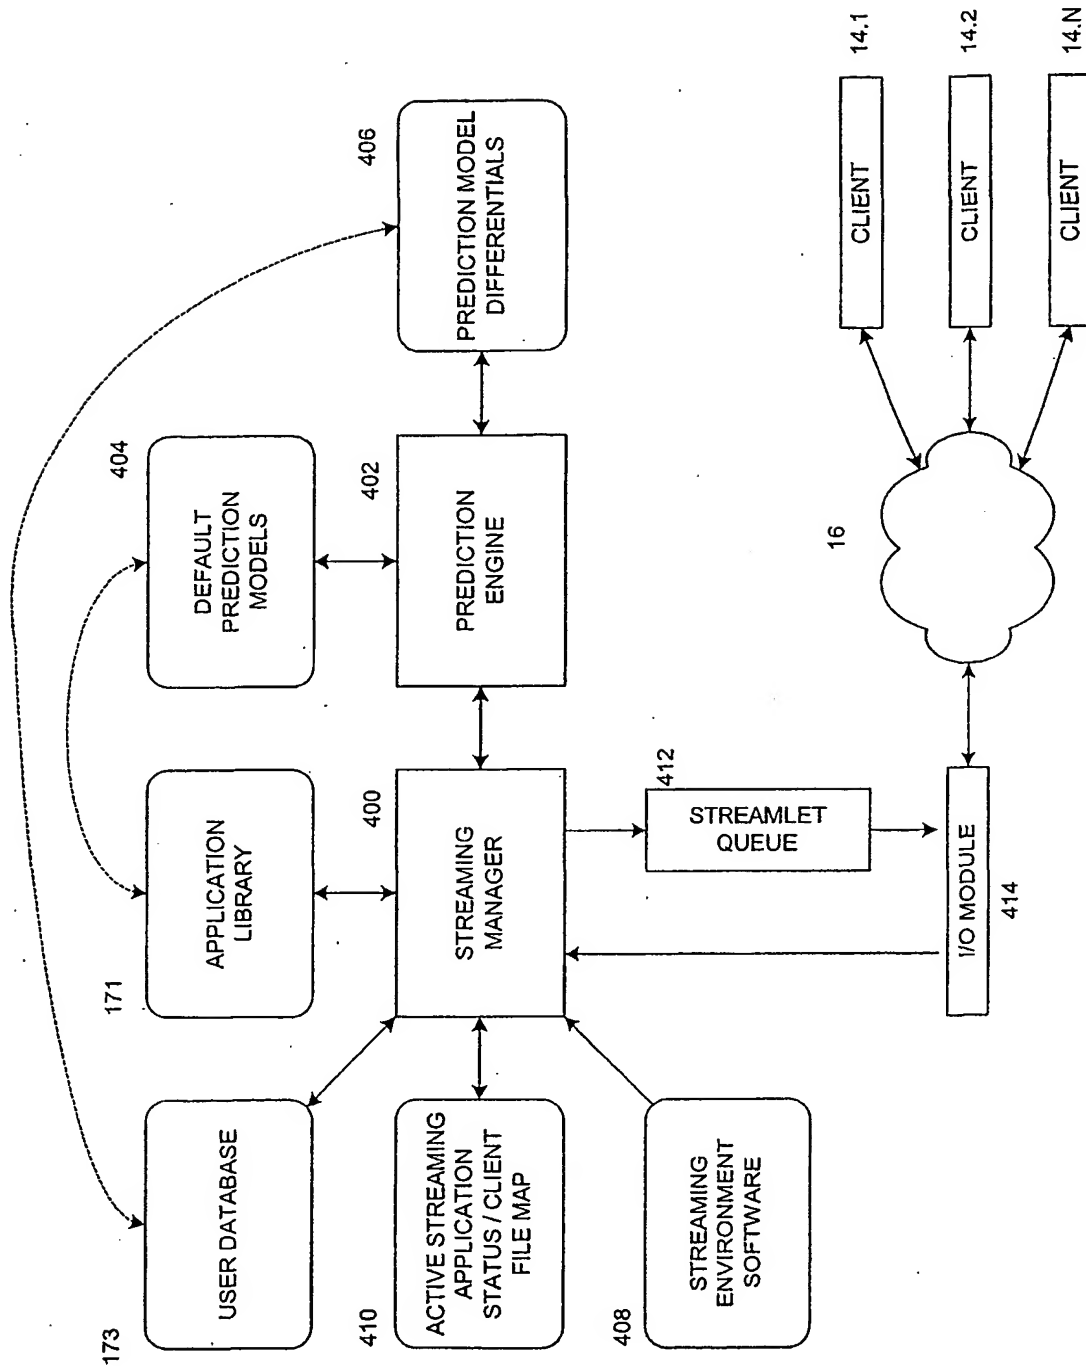 173
USER DATABASE
171
APPLICATION
LIBRARY
404
DEFAULT
PREDICTION
MODELS
410
ACTIVE STREAMING
APPLICATION
STATUS / CLIENT
FILE MAP
400
STREAMING
MANAGER
402
PREDICTION
ENGINE
406
PREDICTION MODEL
DIFFERENTIALS
408
STREAMING
ENVIRONMENT
SOFTWARE
412
STREAMLET
QUEUE
I/O MODULE
414
16
CLIENT
14.1
CLIENT
14.2
CLIENT
14.N